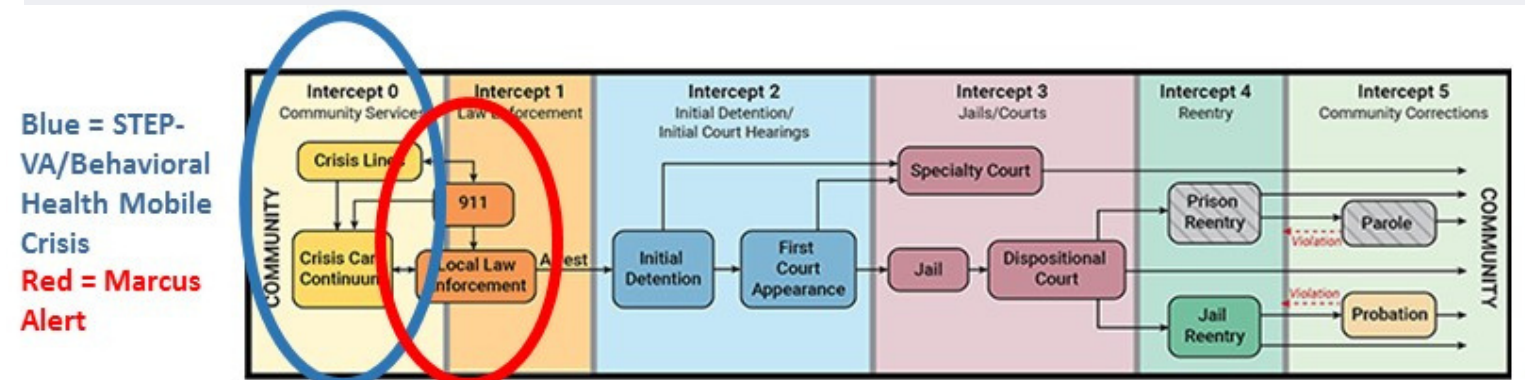 Blue = STEP-
VA/Behavioral
Health Mobile
Crisis
Red = Marcus
Alert
Intercept 0
Community Services
COMMUNITY
Crisis Lines
Crisis Care
Continuum
Intercept 1
Law Enforcement
911
Local Law
Enforcement
Arrest
Intercept 2
Initial Detention/
Initial Court Hearings
Initial
Detention
First
Court
Appearance
Intercept 3
Jails/Courts
Specialty Court
Jail
Dispositional
Court
Intercept 4
Reentry
Prison
Reentry
Jail
Reentry
Intercept 5
Community Corrections
Parole
Violation
Violation
Probation
COMMUNITY